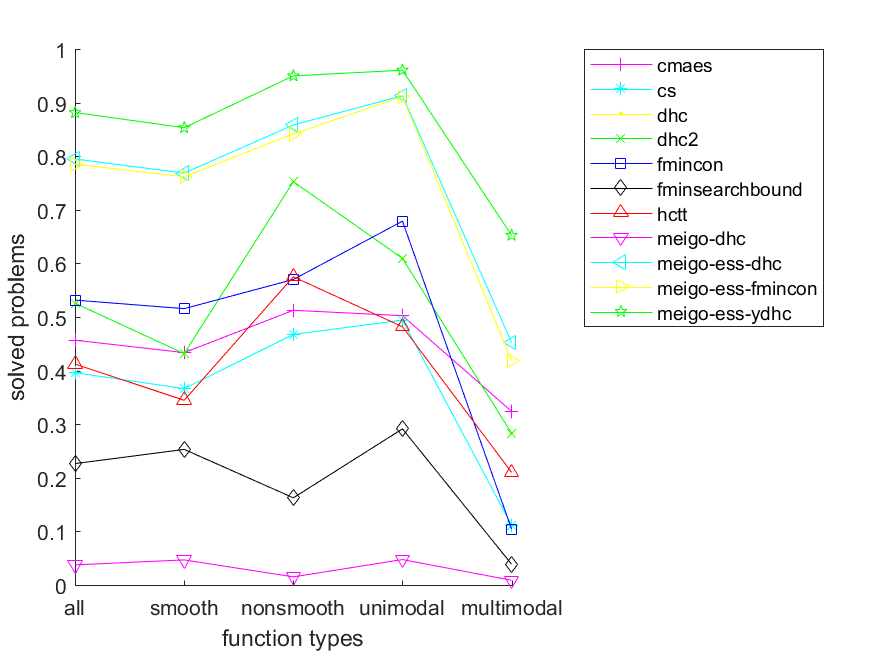 1
0.9
0.8
0.7
0.6
0.5
0.4
0.3
0.2
0.1
0
solved problems
all smooth nonsmooth unimodal multimodal
function types
cmaes
cs
dhc
dhc2
fmincon
fminsearchbound
hctt
meigo-dhc
meigo-ess-dhc
meigo-ess-fmincon
meigo-ess-ydhc